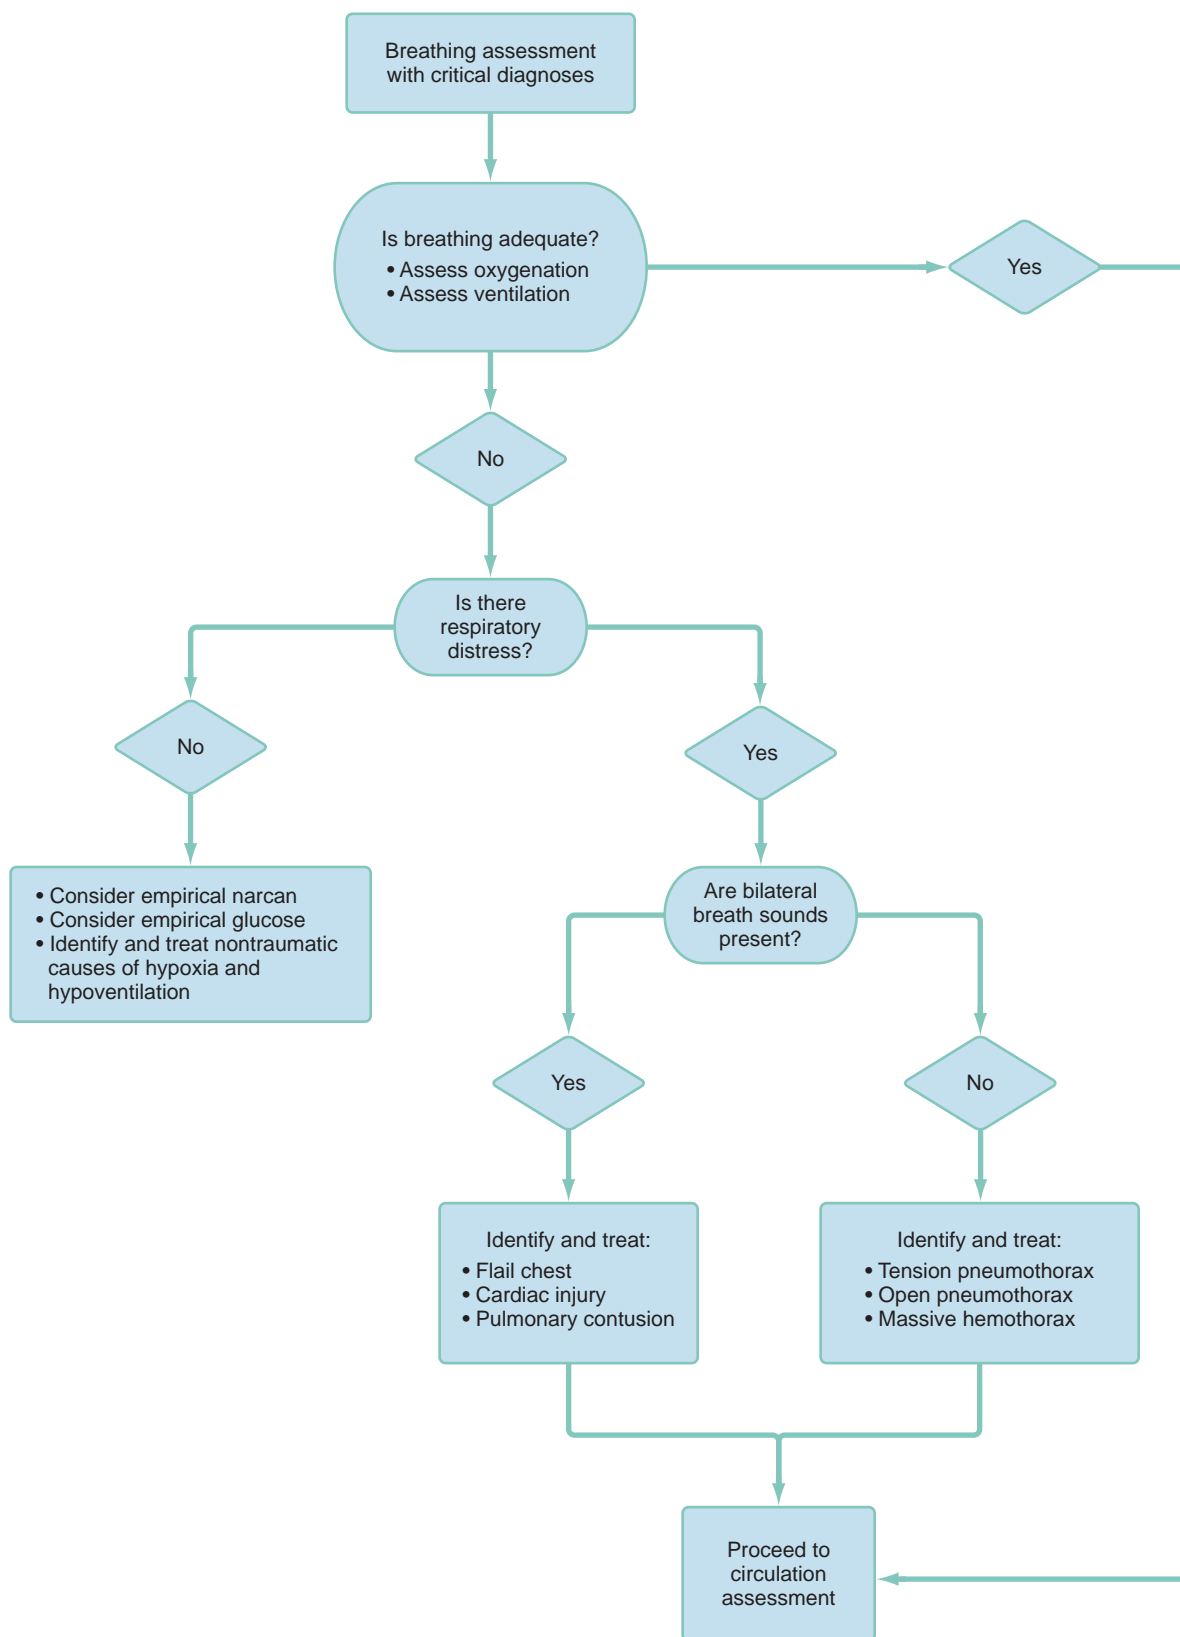 Breathing assessment
with critical diagnoses
Is breathing adequate?
• Assess oxygenation
• Assess ventilation
Yes
No
Is there
respiratory
distress?
No
Yes
• Consider empirical narcan
• Consider empirical glucose
• Identify and treat nontraumatic
causes of hypoxia and
hypoventilation
Are bilateral
breath sounds
present?
Yes
No
Identify and treat:
• Flail chest
• Cardiac injury
• Pulmonary contusion
Identify and treat:
• Tension pneumothorax
• Open pneumothorax
• Massive hemothorax
Proceed to
circulation
assessment